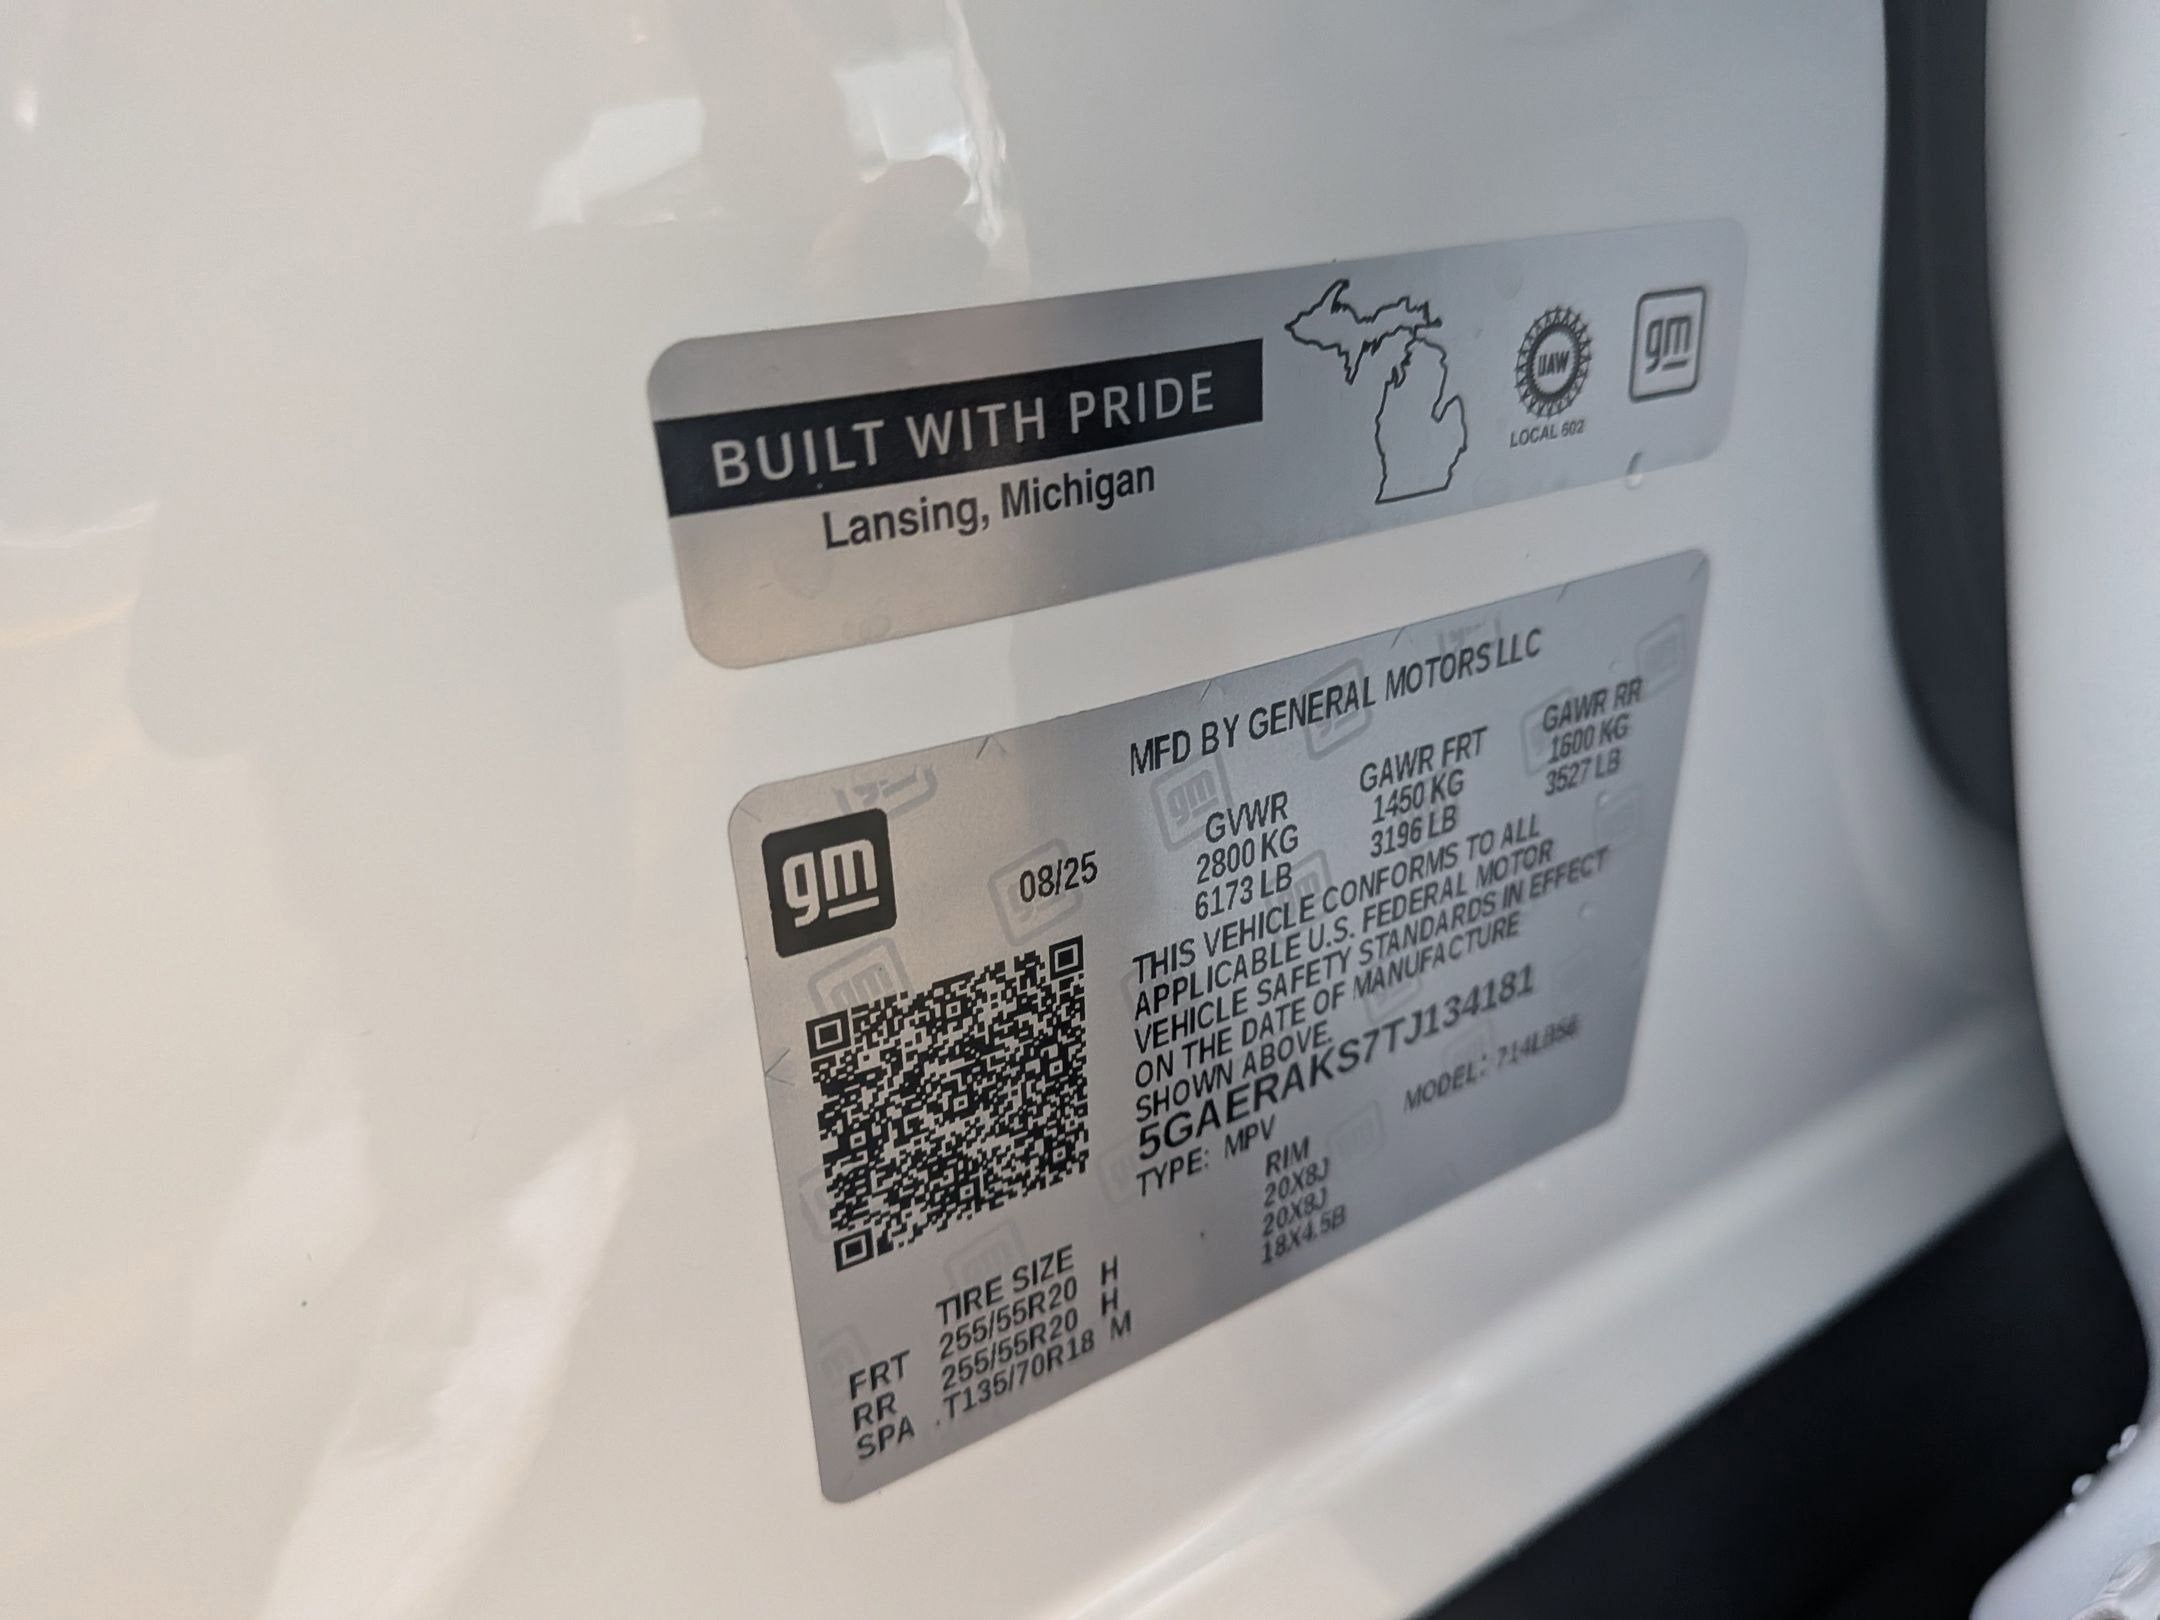 BUILT WITH PRIDE
Lansing, Michigan
UAW
LOCAL 602
gm
MFD BY GENERAL MOTORS LLC
gm
08/25
GVWR GAWR FRT GAWR RR
2800 KG 1450 KG 1600 KG
6173 LB 3196 LB 3527 LB
THIS VEHICLE CONFORMS TO ALL
APPLICABLE U.S. FEDERAL MOTOR
VEHICLE SAFETY STANDARDS IN EFFECT
ON THE DATE OF MANUFACTURE
SHOWN ABOVE.
5GAERAKS7TJ134181
TYPE: MPV MODEL:
TIRE SIZE RIM
FRT 255/55R20 H 20X8J
RR 255/55R20 H 20X8J
SPA T135/70R18 M 18X4.5B